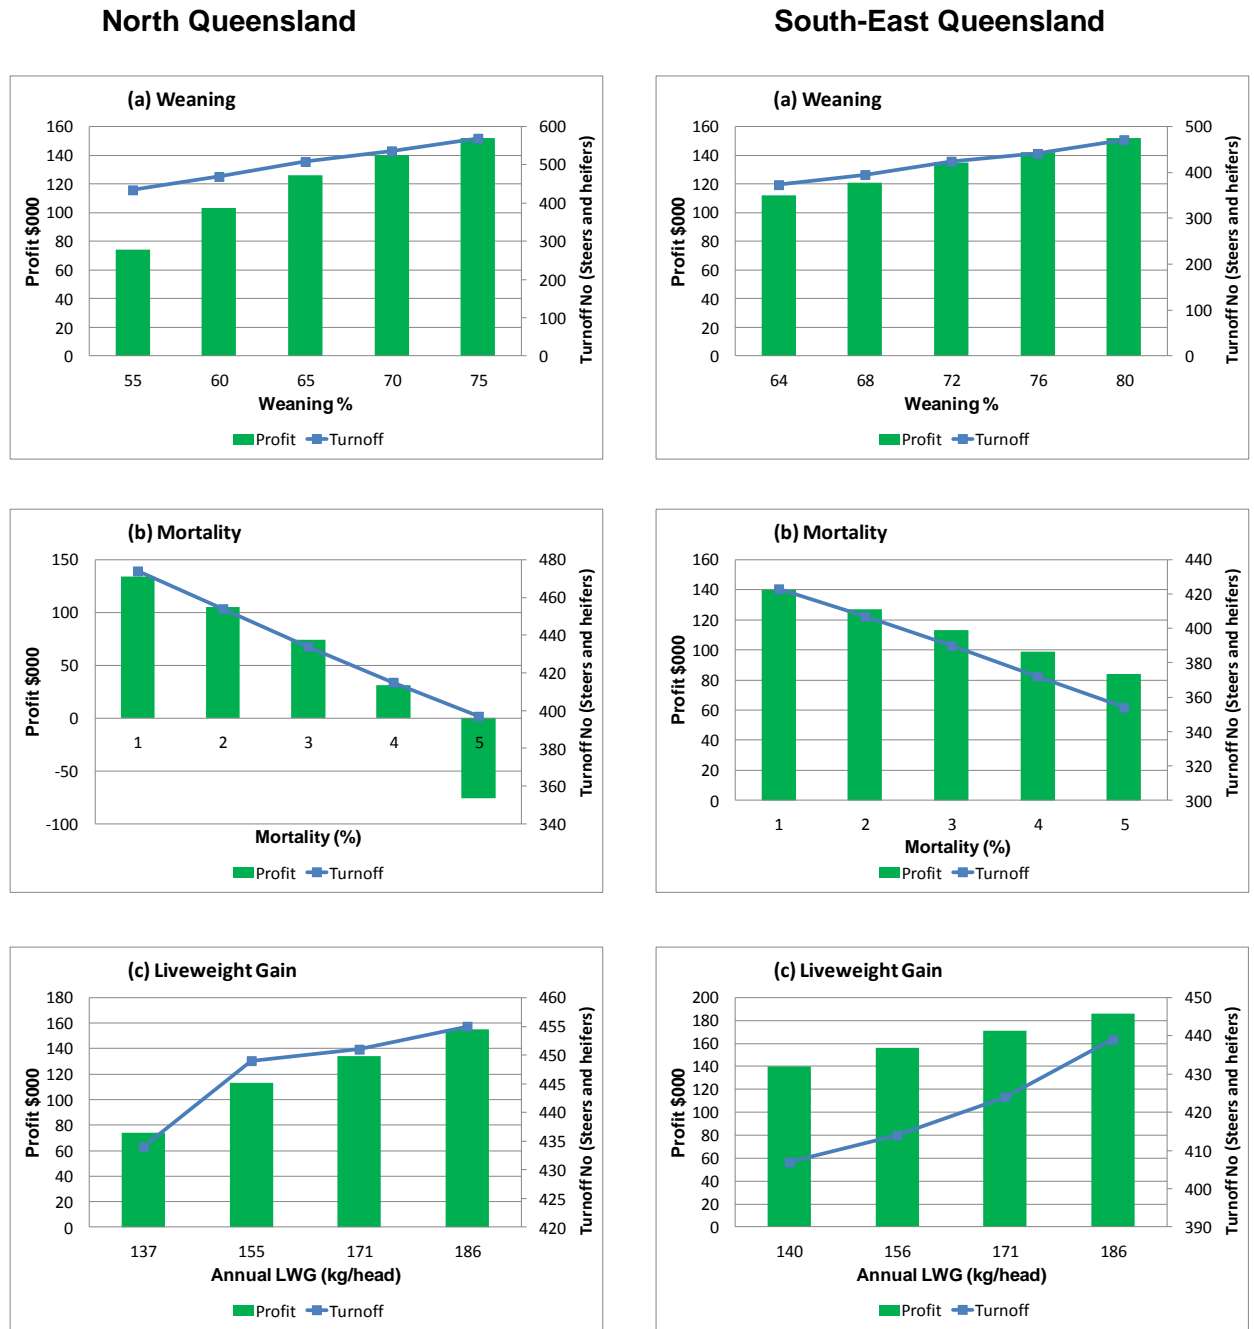 North Queensland
South-East Queensland
(a) Weaning
160
140
120
100
80
60
40
20
0
Profit $000
600
500
400
300
200
100
0
Turnoff No (Steers and heifers)
55 60 65 70 75
Weaning %
Profit Turnoff
(a) Weaning
160
140
120
100
80
60
40
20
0
Profit $000
500
400
300
200
100
0
Turnoff No (Steers and heifers)
64 68 72 76 80
Weaning %
Profit Turnoff
(b) Mortality
150
100
50
0
-50
-100
Profit $000
480
460
440
420
400
380
360
340
Turnoff No (Steers and heifers)
1 2 3 4 5
Mortality (%)
Profit Turnoff
(b) Mortality
160
140
120
100
80
60
40
20
0
Profit $000
440
420
400
380
360
340
320
300
Turnoff No (Steers and heifers)
1 2 3 4 5
Mortality (%)
Profit Turnoff
(c) Liveweight Gain
180
160
140
120
100
80
60
40
20
0
Profit $000
460
455
450
445
440
435
430
425
420
Turnoff No (Steers and heifers)
137 155 171 186
Annual LWG (kg/head)
Profit Turnoff
(c) Liveweight Gain
200
180
160
140
120
100
80
60
40
20
0
Profit $000
450
440
430
420
410
400
390
Turnoff No (Steers and heifers)
140 156 171 186
Annual LWG (kg/head)
Profit Turnoff